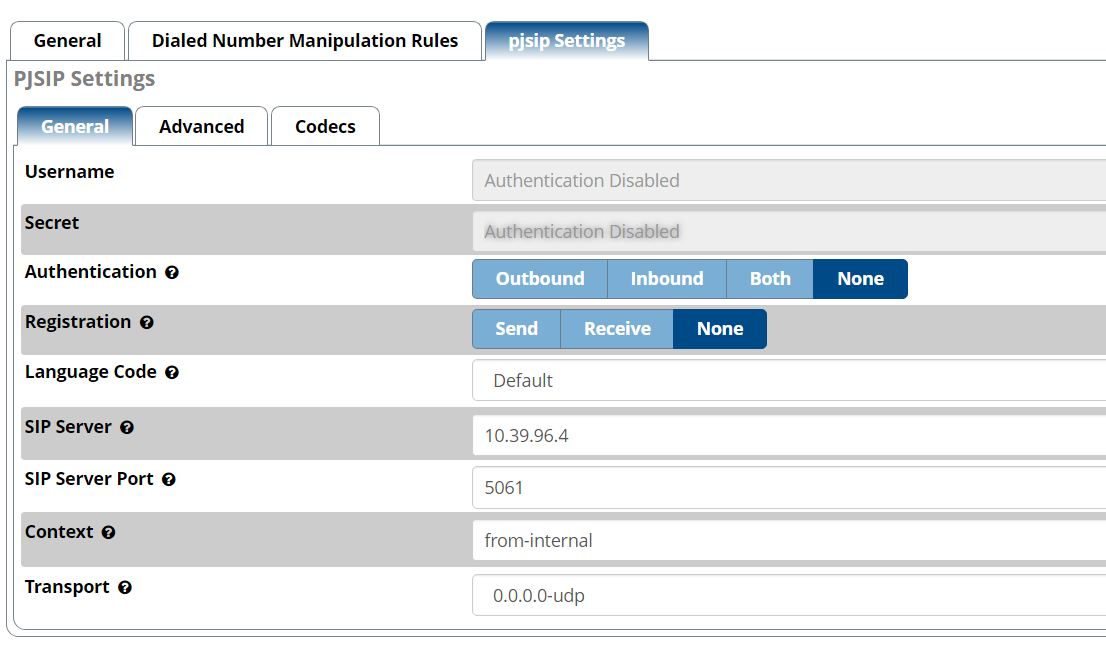 General Dialed Number Manipulation Rules pjsip Settings
PJSIP Settings
General Advanced Codecs
Username Authentication Disabled
Secret Authentication Disabled
Authentication Outbound Inbound Both None
Registration Send Receive None
Language Code Default
SIP Server 10.39.96.4
SIP Server Port 5061
Context from-internal
Transport 0.0.0.0-udp